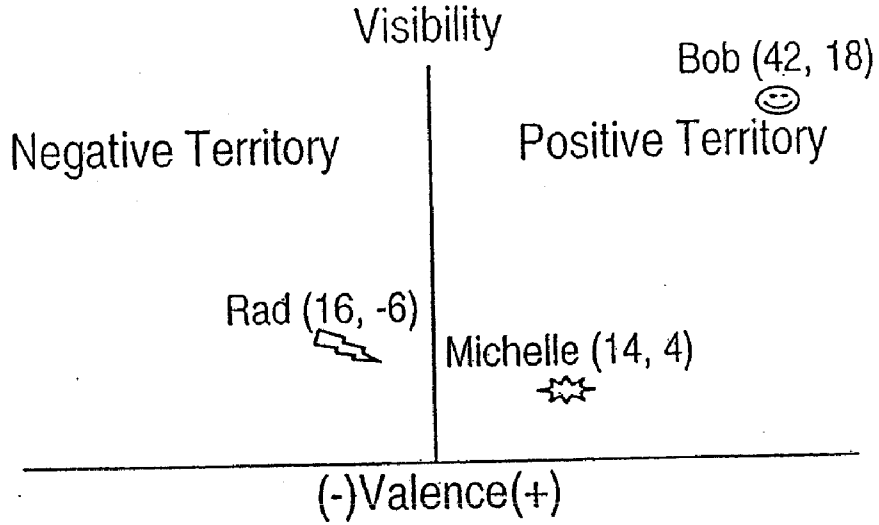 Visibility
Bob (42, 18)
Negative Territory
Positive Territory
Rad (16, -6)
Michelle (14, 4)
(-)Valence(+)